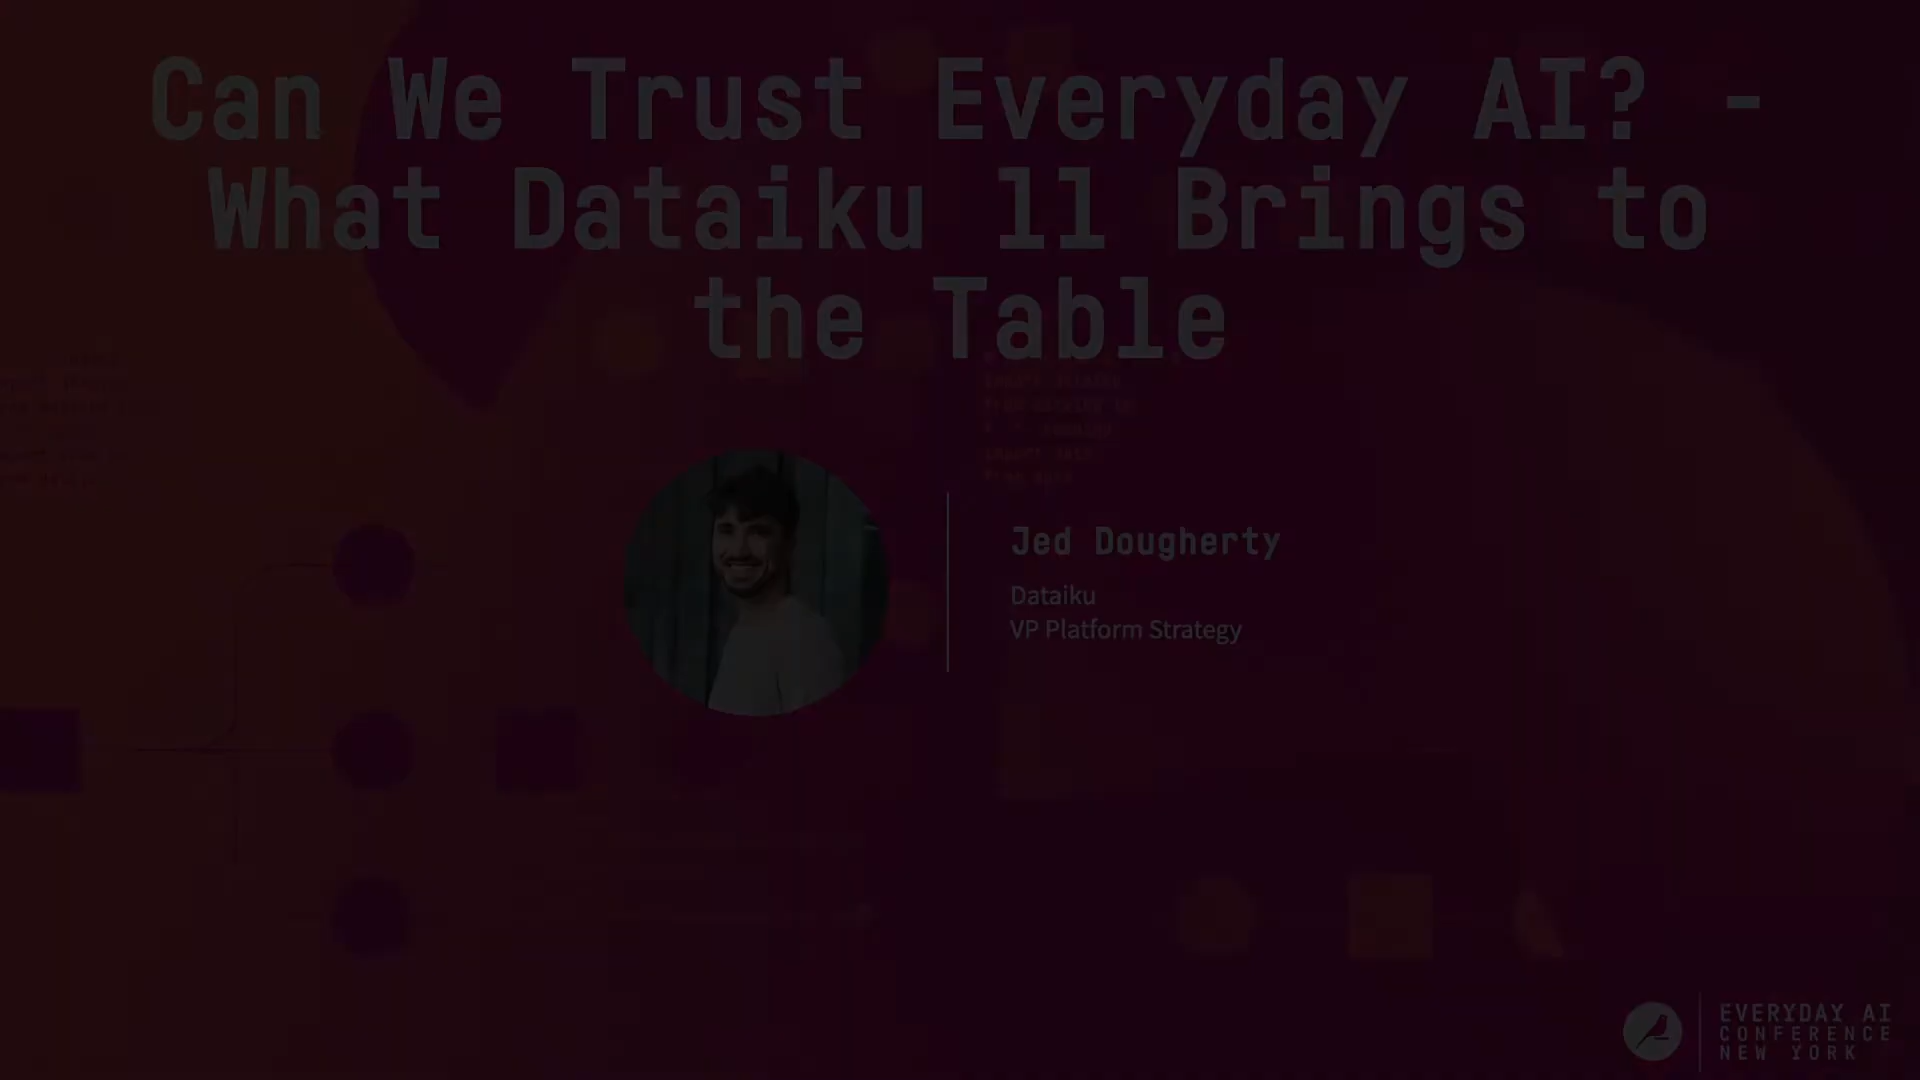 Can We Trust Everyday AI? -
What Dataiku 11 Brings to
the Table
Jed Dougherty
Dataiku
VP Platform Strategy
EVERYDAY AI
CONFERENCE
NEW YORK